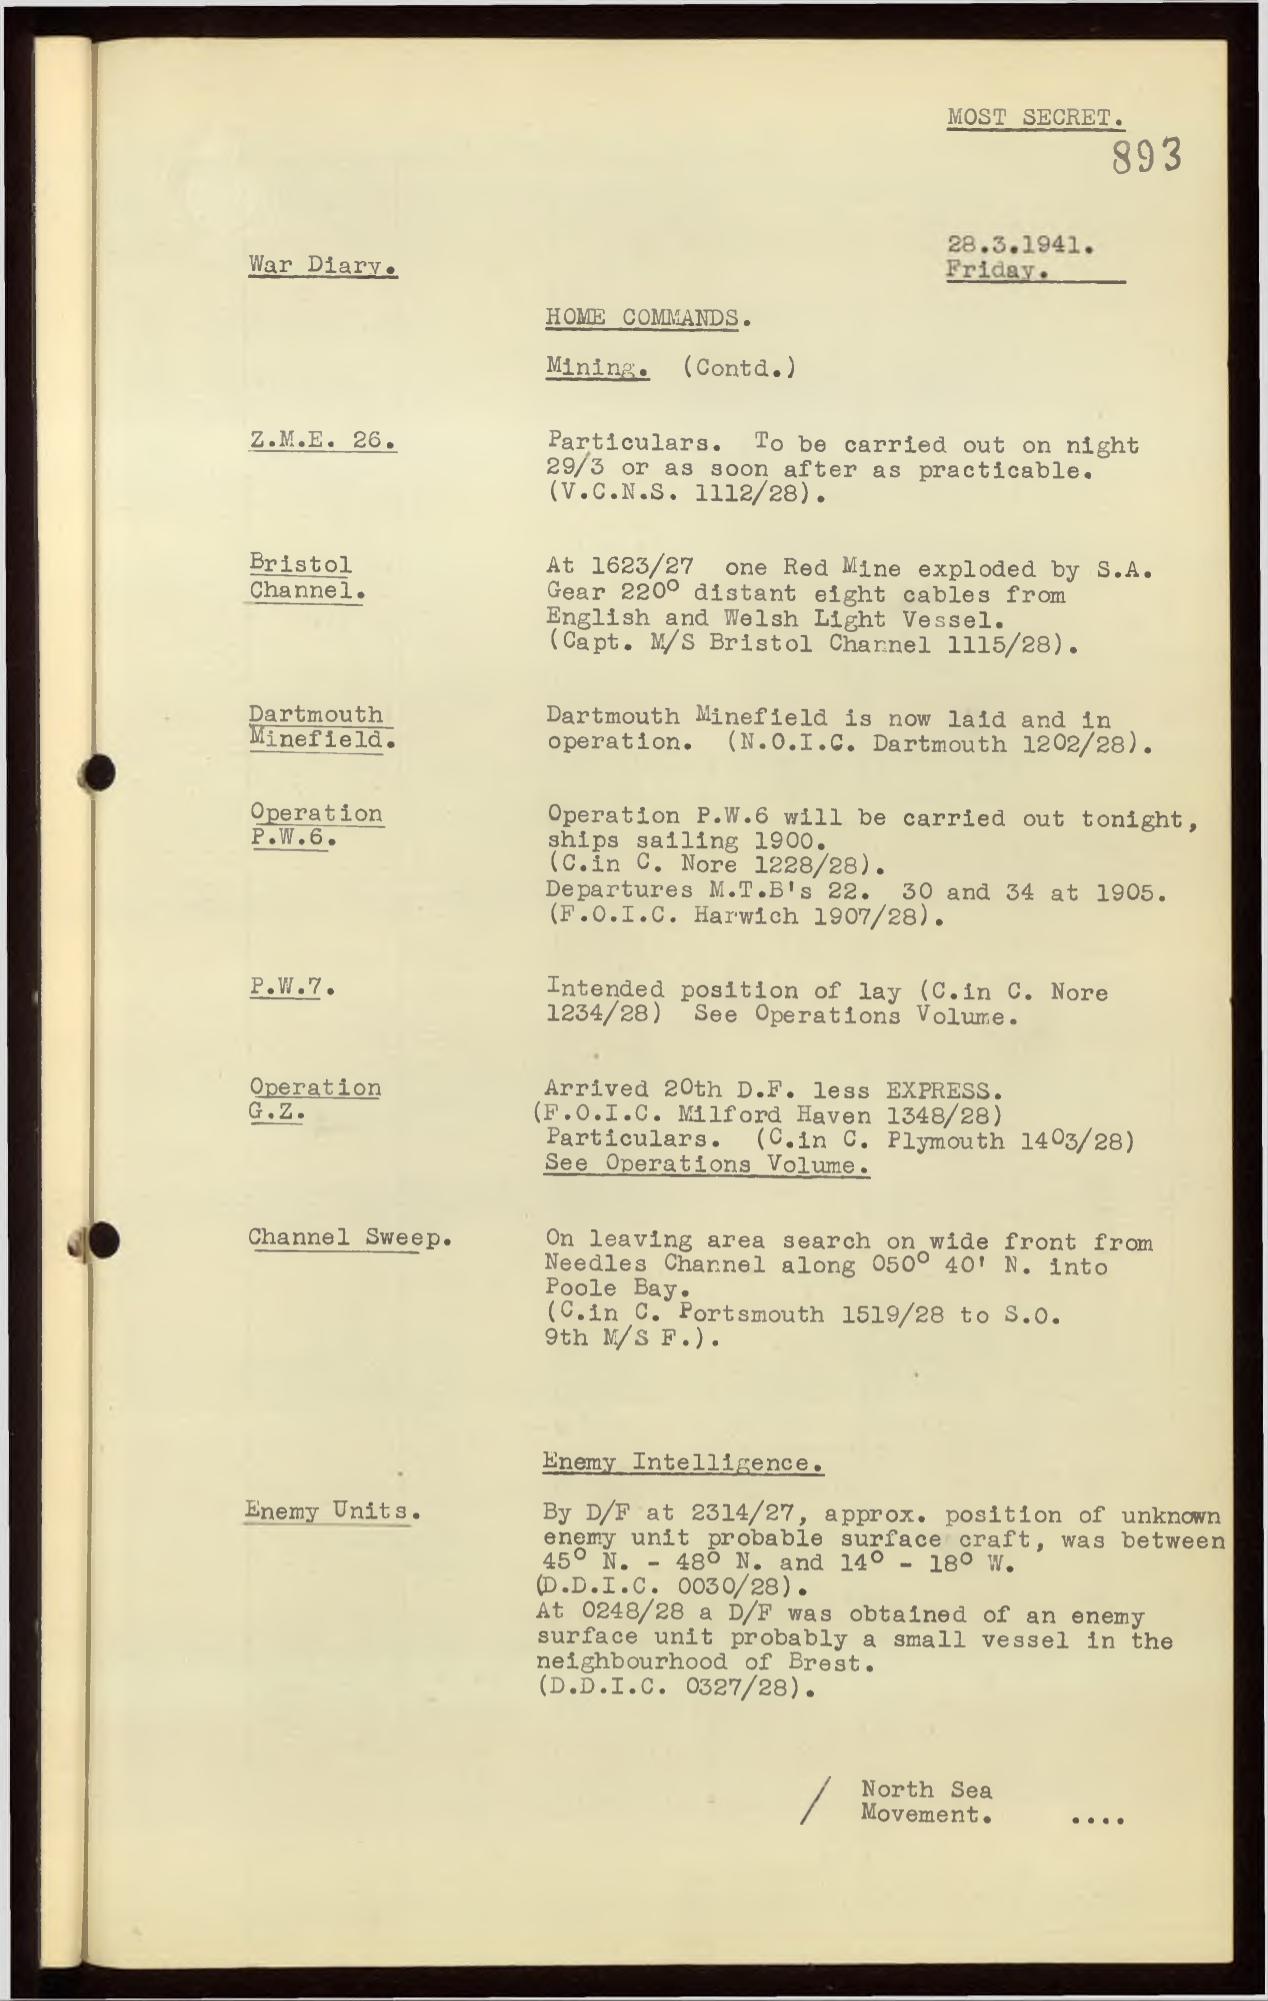 MOST SECRET.
893
28.3.1941.
Friday.
War Diary.
HOME COMMANDS.
Mining. (Contd.)
Z.M.E. 26.
Particulars. To be carried out on night
29/3 or as soon after as practicable.
(V.C.N.S. 1112/28).
Bristol
Channel.
At 1623/27 one Red Mine exploded by S.A.
Gear 220° distant eight cables from
English and Welsh Light Vessel.
(Capt. M/S Bristol Channel 1115/28).
Dartmouth
Minefield.
Dartmouth Minefield is now laid and in
operation. (N.O.I.C. Dartmouth 1202/28).
Operation
P.W.6.
Operation P.W.6 will be carried out tonight,
ships sailing 1900.
(C.in C. Nore 1228/28).
Departures M.T.B's 22. 30 and 34 at 1905.
(F.O.I.C. Harwich 1907/28).
P.W.7.
Intended position of lay (C.in C. Nore
1234/28) See Operations Volume.
Operation
G.Z.
Arrived 20th D.F. less EXPRESS.
(F.O.I.C. Milford Haven 1348/28)
Particulars. (C.in C. Plymouth 1403/28)
See Operations Volume.
Channel Sweep.
On leaving area search on wide front from
Needles Channel along 050° 40' N. into
Poole Bay.
(C.in C. Portsmouth 1519/28 to S.O.
9th M/S F.).
Enemy Intelligence.
Enemy Units.
By D/F at 2314/27, approx. position of unknown
enemy unit probable surface craft, was between
45° N. - 48° N. and 14° - 18° W.
(D.D.I.C. 0030/28).
At 0248/28 a D/F was obtained of an enemy
surface unit probably a small vessel in the
neighbourhood of Brest.
(D.D.I.C. 0327/28).
/ North Sea
Movement. ....